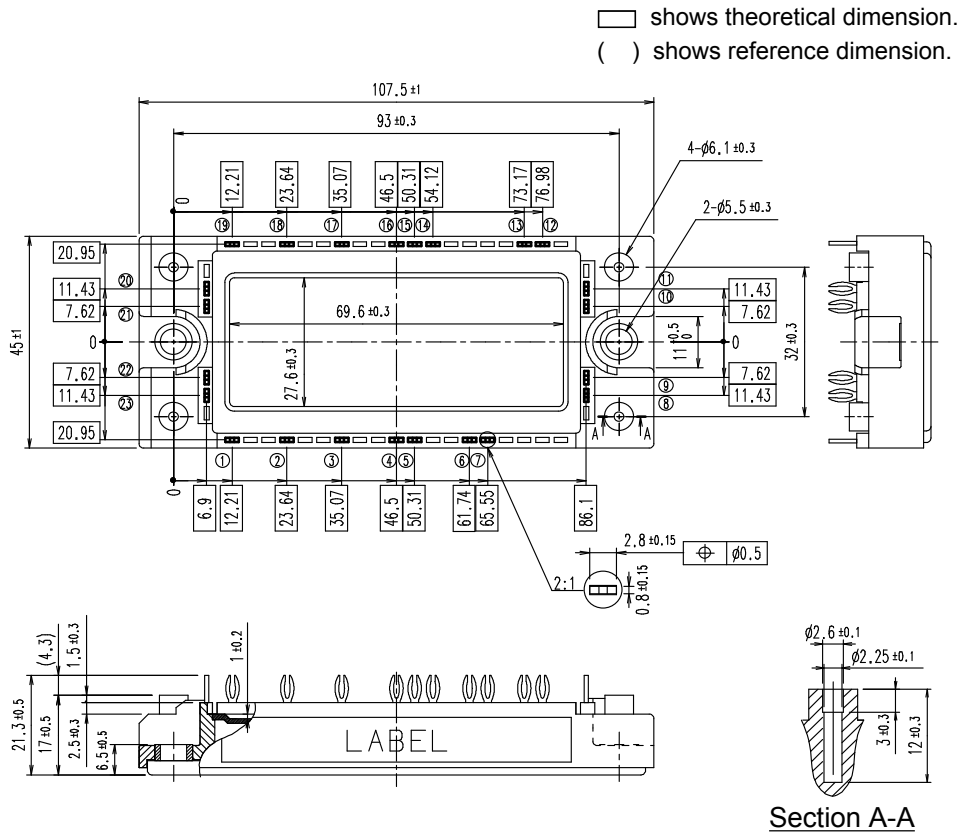 shows theoretical dimension.
( ) shows reference dimension.
107.5 ±1
93 ±0.3
4-ø6.1 ±0.3
2-ø5.5 ±0.3
0 12.21 23.64 35.07 46.5 50.31 54.12 73.17 76.98
⑲ ⑱ ⑰ ⑯ ⑮ ⑭ ⑬ ⑫
20.95
⑳ ⑪
11.43 ⑩ 11.43
7.62 ㉑ 7.62
69.6 ±0.3
45 ±1
0 0
27.6 ±0.3
11 +0.5 0
32 ±0.3
7.62 ㉒ 7.62
11.43 ⑨ 11.43
㉓ ⑧
20.95
A A
① ② ③ ④ ⑤ ⑥ ⑦
0 6.9 12.21 23.64 35.07 46.5 50.31 61.74 65.55 86.1
2.8 ±0.15
⌖ ø0.5
2:1
0.8 ±0.15
(4.3)
1.5 ±0.3
1 ±0.2
21.3 ±0.5
17 ±0.5
2.5 ±0.3
6.5 ±0.5
LABEL
ø2.6 ±0.1
ø2.25 ±0.1
3 ±0.3
12 ±0.3
Section A-A